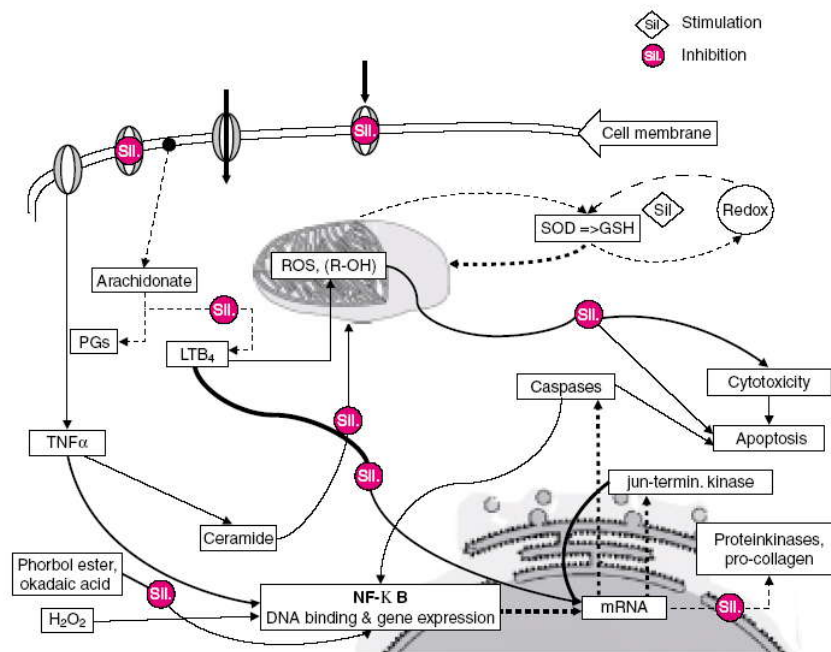 Sil
Stimulation
Sil.
Inhibition
Sil.
Sil.
Cell membrane
SOD =>GSH
Sil
Redox
ROS, (R-OH)
Arachidonate
Sil.
Sil.
PGs
LTB₄
Caspases
Cytotoxicity
Sil.
TNFα
Apoptosis
Sil.
jun-termin. kinase
Ceramide
Proteinkinases,
pro-collagen
Phorbol ester,
okadaic acid
Sil.
NF-κ B
DNA binding & gene expression
mRNA
Sil.
H₂O₂